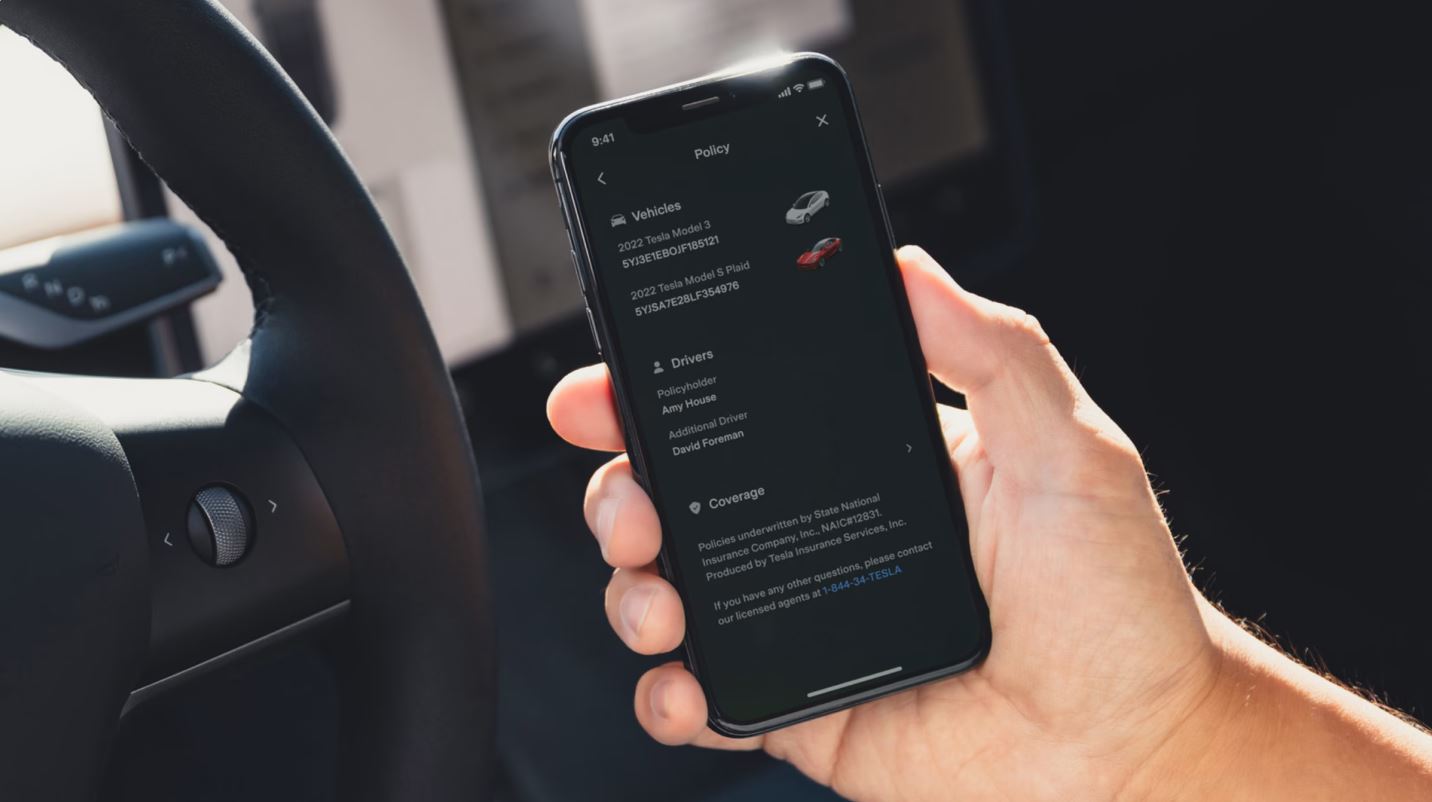 9:41
Policy
Vehicles
2022 Tesla Model 3
5YJ3E1EBOJF185121
2022 Tesla Model S Plaid
5YJSA7E28LF354976
Drivers
Policyholder
Amy House
Additional Driver
David Foreman
Coverage
Policies underwritten by State National
Insurance Company, Inc., NAIC#12831.
Produced by Tesla Insurance Services, Inc.
If you have any other questions, please contact
our licensed agents at 1-844-34-TESLA
R N D